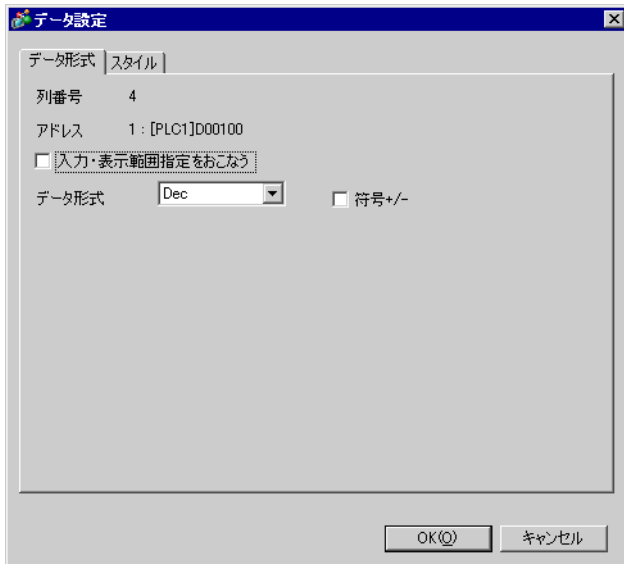 データ設定
データ形式 スタイル
列番号 4
アドレス 1 : [PLC1]D00100
入力・表示範囲指定をおこなう
データ形式 Dec 符号+/-
OK(O) キャンセル